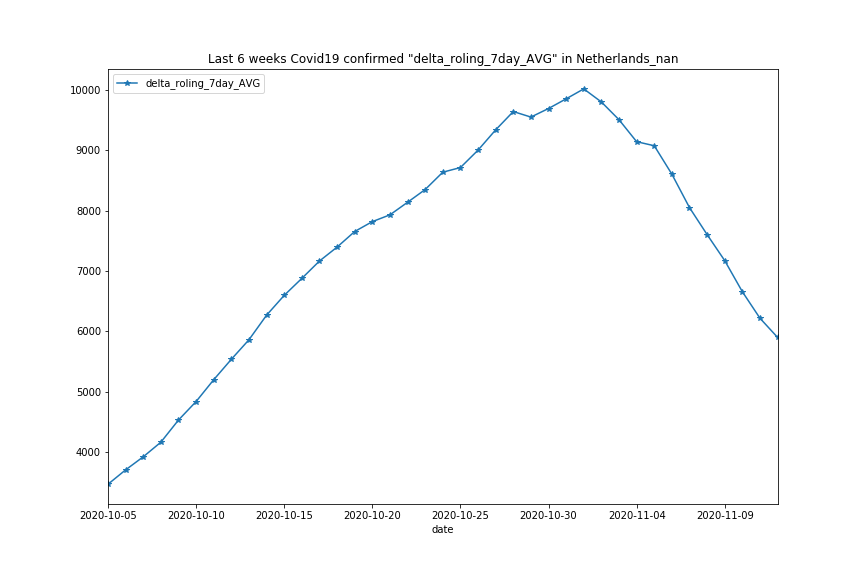 Last 6 weeks Covid19 confirmed "delta_roling_7day_AVG" in Netherlands_nan
delta_roling_7day_AVG
10000
9000
8000
7000
6000
5000
4000
2020-10-05 2020-10-10 2020-10-15 2020-10-20 2020-10-25 2020-10-30 2020-11-04 2020-11-09
date